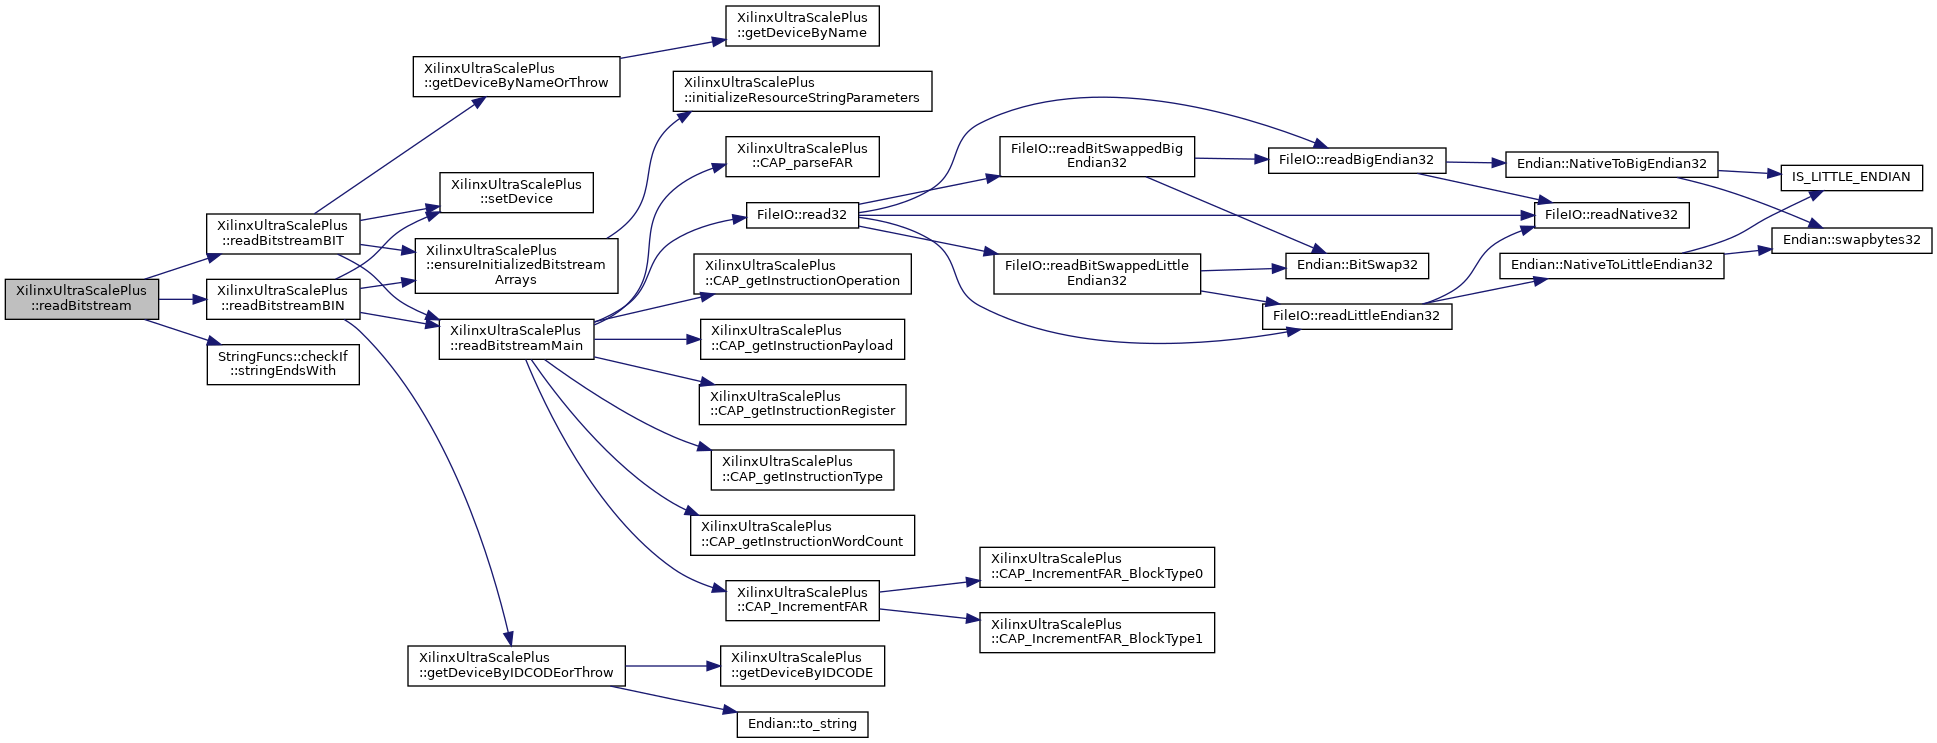 XilinxUltraScalePlus
::readBitstream
XilinxUltraScalePlus
::readBitstreamBIT
XilinxUltraScalePlus
::readBitstreamBIN
StringFuncs::checkIf
::stringEndsWith
XilinxUltraScalePlus
::getDeviceByNameOrThrow
XilinxUltraScalePlus
::setDevice
XilinxUltraScalePlus
::ensureInitializedBitstream
Arrays
XilinxUltraScalePlus
::readBitstreamMain
XilinxUltraScalePlus
::getDeviceByIDCODEorThrow
XilinxUltraScalePlus
::getDeviceByName
XilinxUltraScalePlus
::initializeResourceStringParameters
XilinxUltraScalePlus
::CAP_parseFAR
FileIO::read32
XilinxUltraScalePlus
::CAP_getInstructionOperation
XilinxUltraScalePlus
::CAP_getInstructionPayload
XilinxUltraScalePlus
::CAP_getInstructionRegister
XilinxUltraScalePlus
::CAP_getInstructionType
XilinxUltraScalePlus
::CAP_getInstructionWordCount
XilinxUltraScalePlus
::CAP_IncrementFAR
XilinxUltraScalePlus
::getDeviceByIDCODE
Endian::to_string
FileIO::readBitSwappedBig
Endian32
FileIO::readBitSwappedLittle
Endian32
XilinxUltraScalePlus
::CAP_IncrementFAR_BlockType0
XilinxUltraScalePlus
::CAP_IncrementFAR_BlockType1
FileIO::readBigEndian32
Endian::BitSwap32
FileIO::readLittleEndian32
Endian::NativeToBigEndian32
FileIO::readNative32
Endian::NativeToLittleEndian32
IS_LITTLE_ENDIAN
Endian::swapbytes32